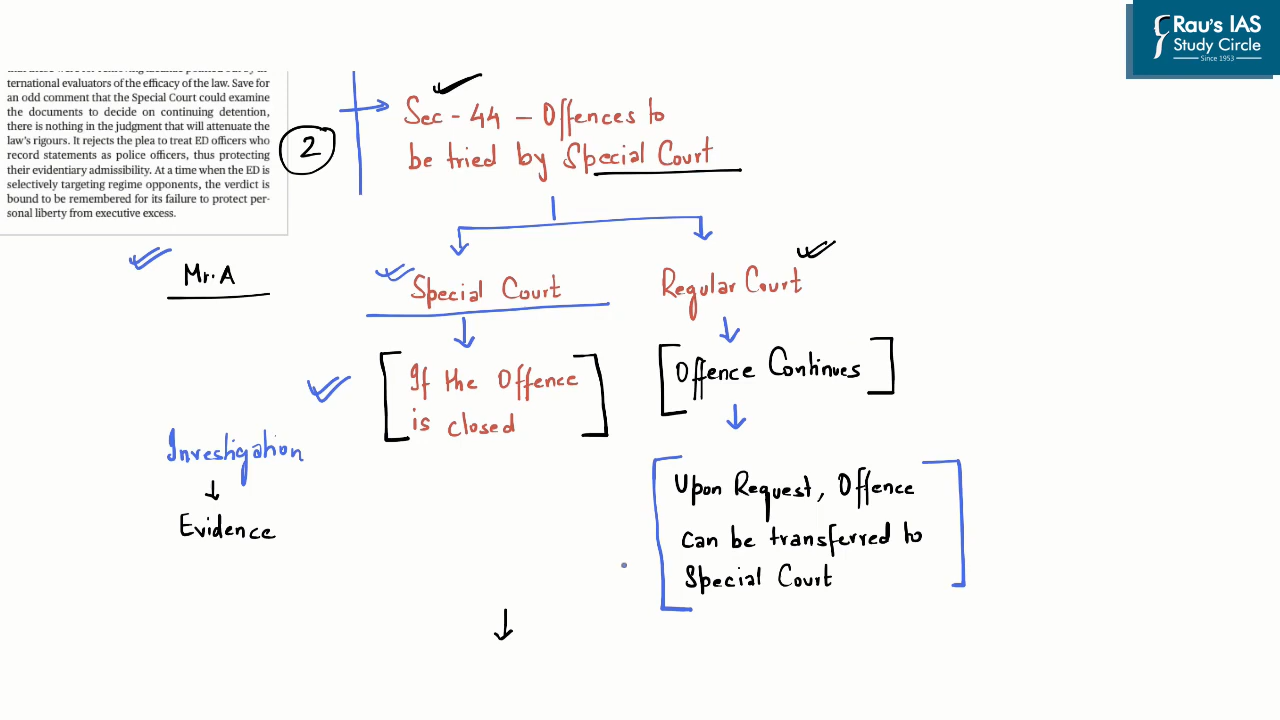 Rau's IAS
Study Circle
Since 1953
ternational evaluators of the efficacy of the law. Save for
an odd comment that the Special Court could examine
the documents to decide on continuing detention,
there is nothing in the judgment that will attenuate the
law's rigours. It rejects the plea to treat ED officers who
record statements as police officers, thus protecting
their evidentiary admissibility. At a time when the ED is
selectively targeting regime opponents, the verdict is
bound to be remembered for its failure to protect per-
sonal liberty from executive excess.
2
Sec - 44 - Offences to
be tried by Special Court
Mr. A
Special Court
Regular Court
If the Offence
is closed
Offence Continues
Investigation
Evidence
Upon Request, Offence
can be transferred to
Special Court